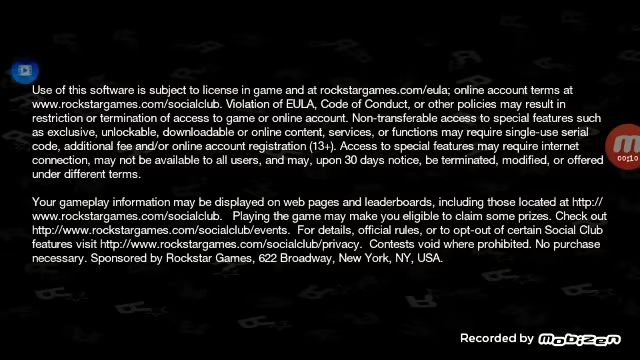 Use of this software is subject to license in game and at rockstargames.com/eula; online account terms at
www.rockstargames.com/socialclub. Violation of EULA, Code of Conduct, or other policies may result in
restriction or termination of access to game or online account. Non-transferable access to special features such
as exclusive, unlockable, downloadable or online content, services, or functions may require single-use serial
code, additional fee and/or online account registration (13+). Access to special features may require internet
connection, may not be available to all users, and may, upon 30 days notice, be terminated, modified, or offered
under different terms.
Your gameplay information may be displayed on web pages and leaderboards, including those located at http://
www.rockstargames.com/socialclub. Playing the game may make you eligible to claim some prizes. Check out
http://www.rockstargames.com/socialclub/events. For details, official rules, or to opt-out of certain Social Club
features visit http://www.rockstargames.com/socialclub/privacy. Contests void where prohibited. No purchase
necessary. Sponsored by Rockstar Games, 622 Broadway, New York, NY, USA.
M
00:10
Recorded by Mobizen